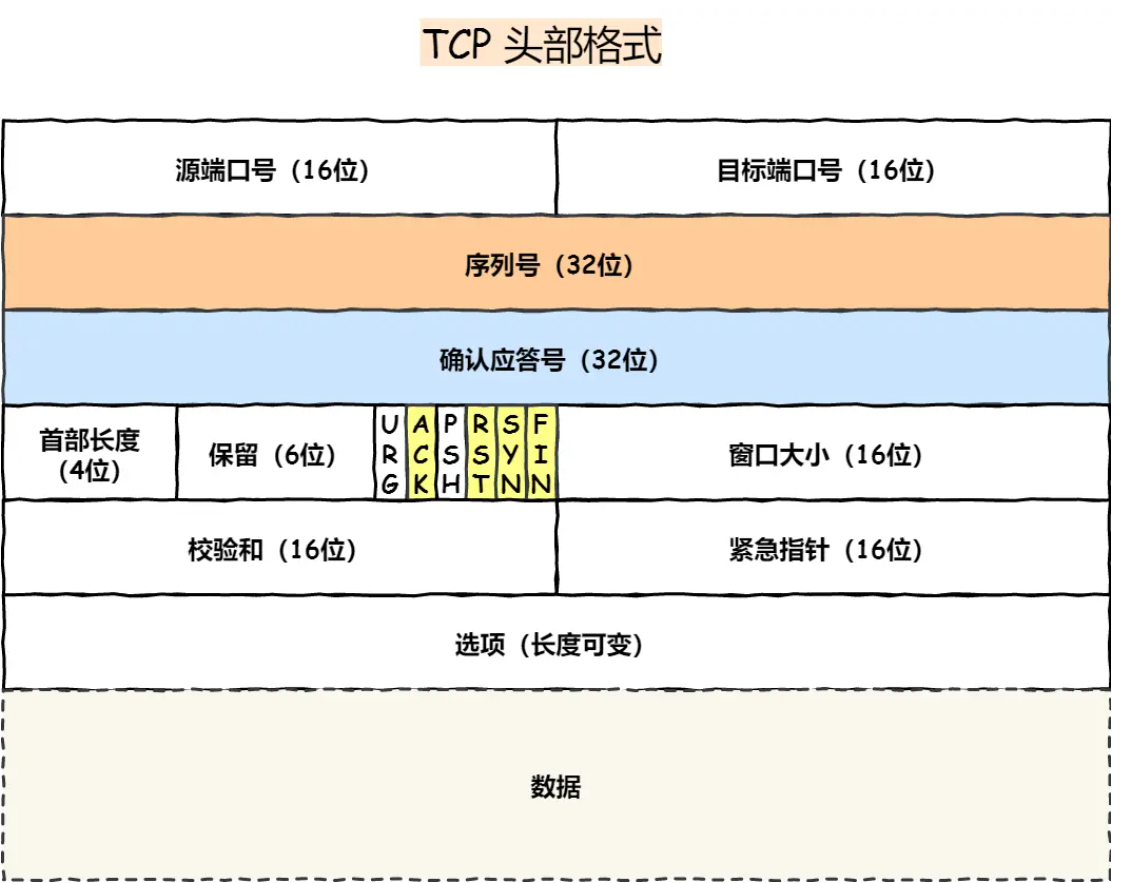 TCP 头部格式
源端口号（16位）
目标端口号（16位）
序列号（32位）
确认应答号（32位）
首部长度
（4位）
保留（6位）
URG
ACK
PSH
RST
SYN
FIN
窗口大小（16位）
校验和（16位）
紧急指针（16位）
选项（长度可变）
数据